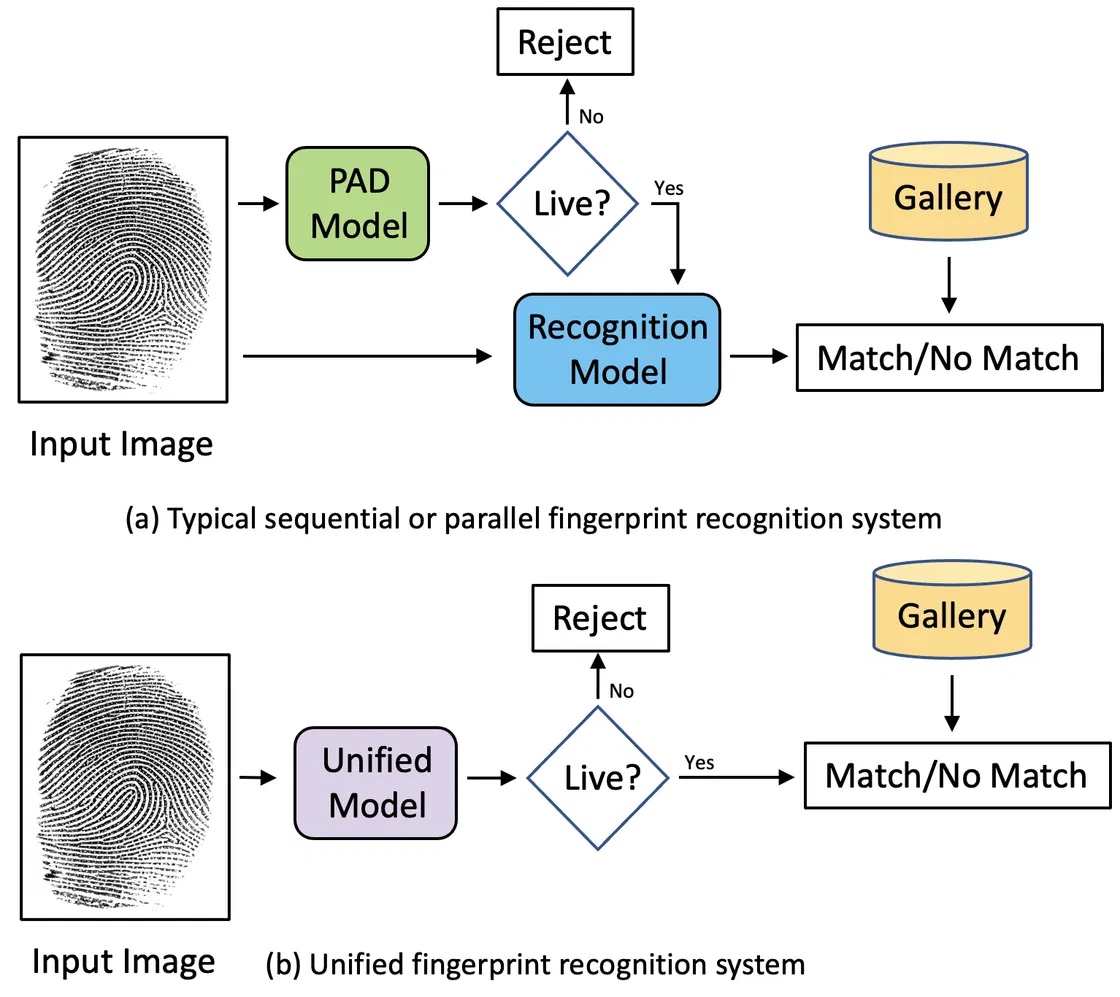 Reject
No
PAD
Model
Live?
Yes
Gallery
Recognition
Model
Match/No Match
Input Image
(a) Typical sequential or parallel fingerprint recognition system
Reject
No
Gallery
Unified
Model
Live?
Yes
Match/No Match
Input Image
(b) Unified fingerprint recognition system